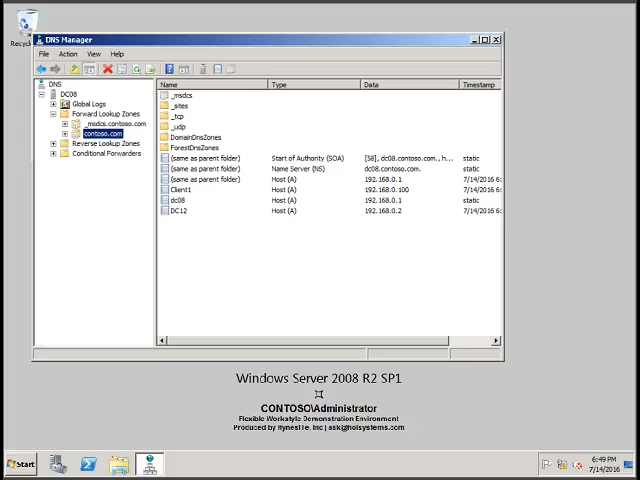 Recycl
DNS Manager
File Action View Help
DNS
DC08
Global Logs
Forward Lookup Zones
_msdcs.contoso.com
contoso.com
Reverse Lookup Zones
Conditional Forwarders
Name Type Data Timestamp
_msdcs
_sites
_tcp
_udp
DomainDnsZones
ForestDnsZones
(same as parent folder) Start of Authority (SOA) [58], dc08.contoso.com., h... static
(same as parent folder) Name Server (NS) dc08.contoso.com. static
(same as parent folder) Host (A) 192.168.0.1 7/14/2016 6:
Client1 Host (A) 192.168.0.100 7/14/2016 6:
dc08 Host (A) 192.168.0.1 static
DC12 Host (A) 192.168.0.2 7/14/2016 6:
Windows Server 2008 R2 SP1
CONTOSO\Administrator
Flexible Workstyle Demonstration Environment
Produced by HynesITe, Inc | ask@holsystems.com
Start
6:49 PM
7/14/2016